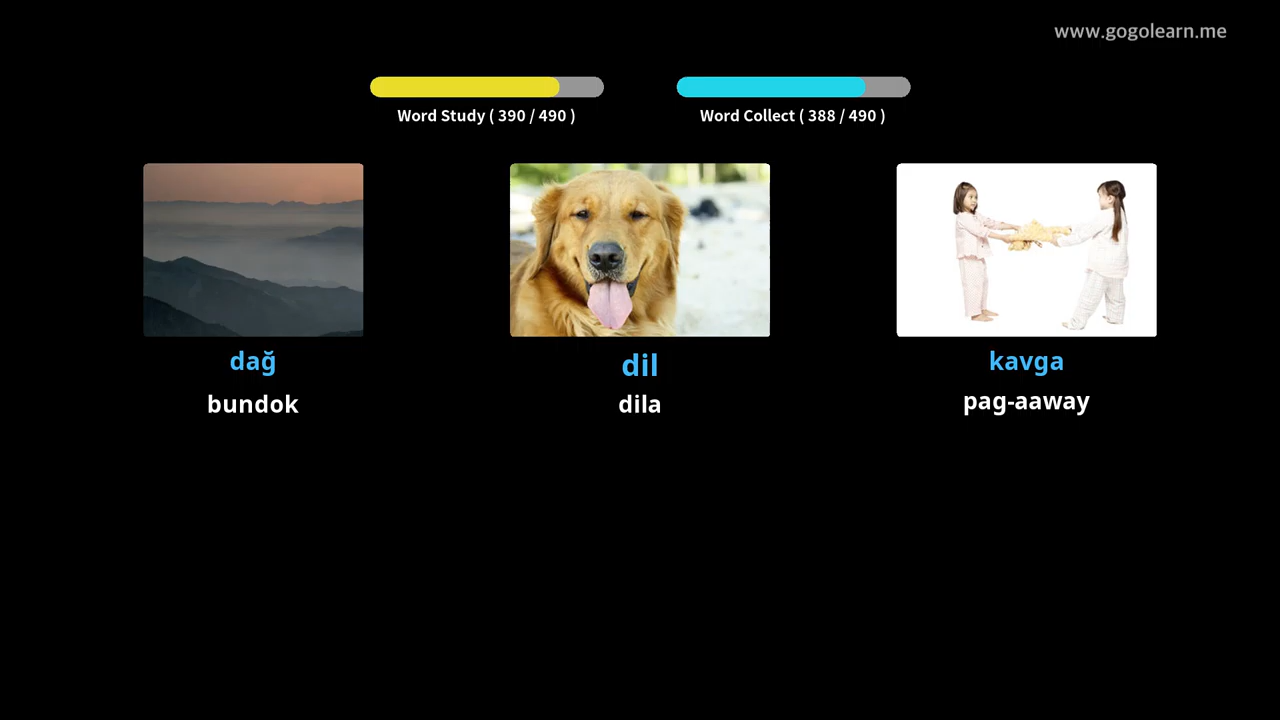 www.gogolearn.me
Word Study ( 390 / 490 )
Word Collect ( 388 / 490 )
dağ
dil
kavga
bundok
dila
pag-aaway